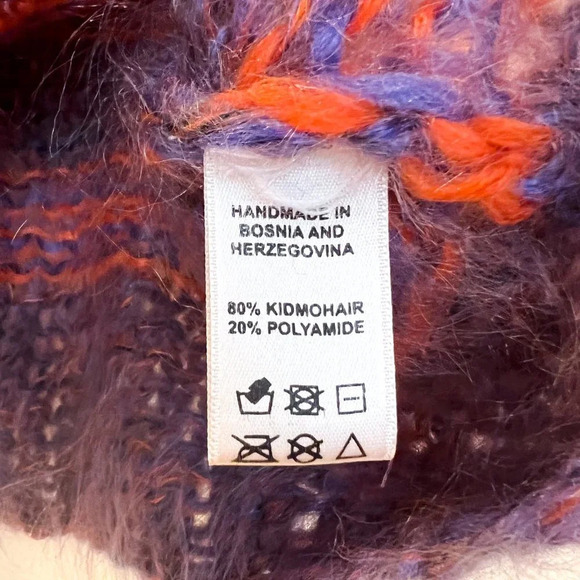 HANDMADE IN
BOSNIA AND
HERZEGOVINA
80% KIDMOHAIR
20% POLYAMIDE